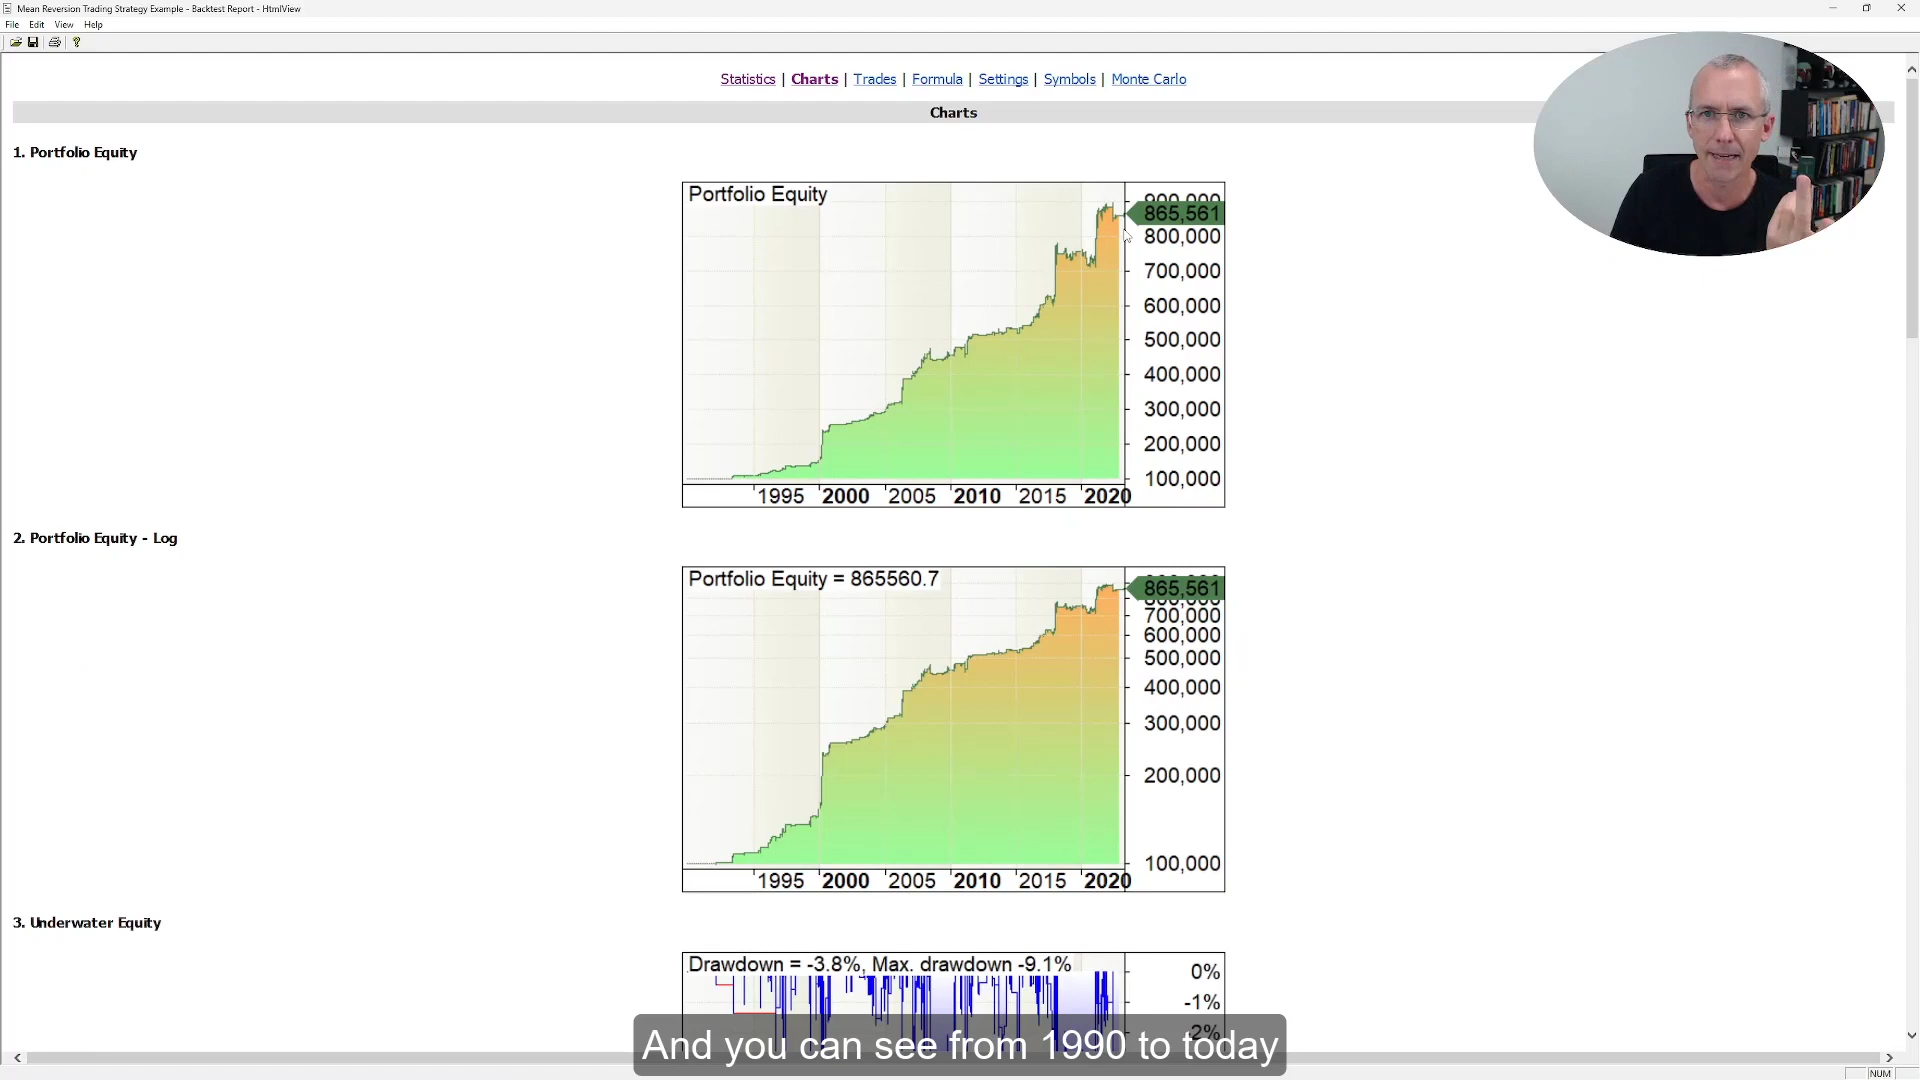 Mean Reversion Trading Strategy Example - Backtest Report - HtmlView
File Edit View Help
Statistics | Charts | Trades | Formula | Settings | Symbols | Monte Carlo
Charts
1. Portfolio Equity
Portfolio Equity
900,000
865,561
800,000
700,000
600,000
500,000
400,000
300,000
200,000
100,000
1995 2000 2005 2010 2015 2020
2. Portfolio Equity - Log
Portfolio Equity = 865560.7
865,561
700,000
600,000
500,000
400,000
300,000
200,000
100,000
1995 2000 2005 2010 2015 2020
3. Underwater Equity
Drawdown = -3.8%, Max. drawdown -9.1%
0%
-1%
-2%
And you can see from 1990 to today
NUM